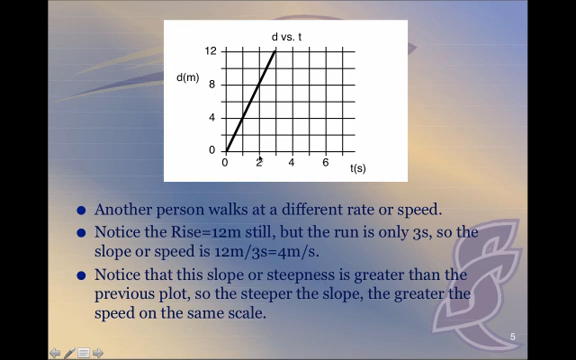 d vs. t
12
d(m)
8
4
0
0
2
4
6
t(s)
Another person walks at a different rate or speed.
Notice the Rise=12m still, but the run is only 3s, so the
slope or speed is 12m/3s=4m/s.
Notice that this slope or steepness is greater than the
previous plot, so the steeper the slope, the greater the
speed on the same scale.
5